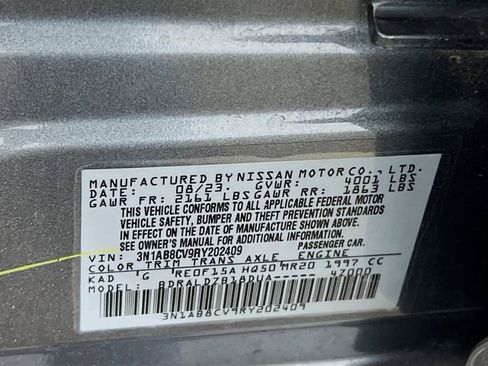 MANUFACTURED BY NISSAN MOTOR CO., LTD.
DATE: 08/23. GVWR: 4001 LBS
GAWR FR: 2161 LBS GAWR RR: 1863 LBS
THIS VEHICLE CONFORMS TO ALL APPLICABLE FEDERAL MOTOR
VEHICLE SAFETY, BUMPER AND THEFT PREVENTION STANDARDS
IN EFFECT ON THE DATE OF MANUFACTURE SHOWN ABOVE.
SEE OWNER'S MANUAL FOR ADDITIONAL INFORMATION.
VIN: 3N1AB8CV9RY202409 PASSENGER CAR.
COLOR TRIM TRANS AXLE ENGINE
KAD G RE0F15A HQ50 MR20 1997 CC
MODEL: BDRALDZB18DUA----- 47000
3N1AB8CV9RY202409